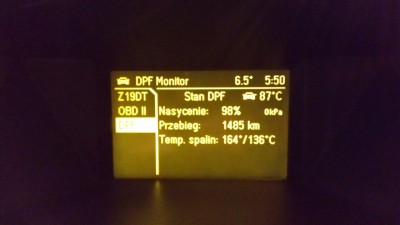 DPF Monitor 6.5° 5:50
Z19DT Stan DPF 87°C
OBD II Nasycenie: 98% 0kPa
Przebieg: 1485 km
Temp. spalin: 164°/136°C